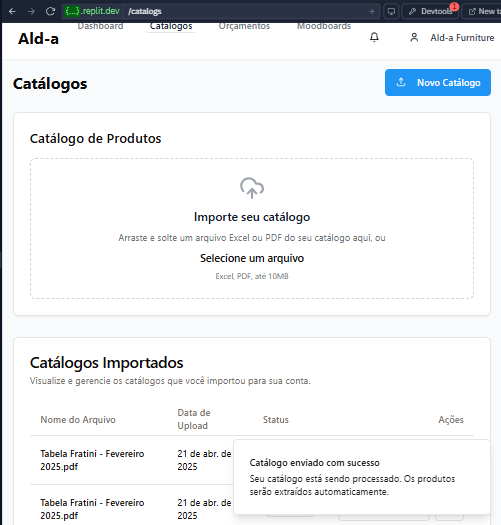 {...}.replit.dev /catalogs
Devtools 1
New ta
Ald-a
Dashboard Catálogos Orçamentos Moodboards
Ald-a Furniture
Catálogos
Novo Catálogo
Catálogo de Produtos
Importe seu catálogo
Arraste e solte um arquivo Excel ou PDF do seu catálogo aqui, ou
Selecione um arquivo
Excel, PDF, até 10MB
Catálogos Importados
Visualize e gerencie os catálogos que você importou para sua conta.
Nome do Arquivo
Data de
Upload
Status
Ações
Tabela Fratini - Fevereiro
2025.pdf
21 de abr. de
2025
Catálogo enviado com sucesso
Seu catálogo está sendo processado. Os produtos
serão extraídos automaticamente.
Tabela Fratini - Fevereiro
2025.pdf
21 de abr. de
2025